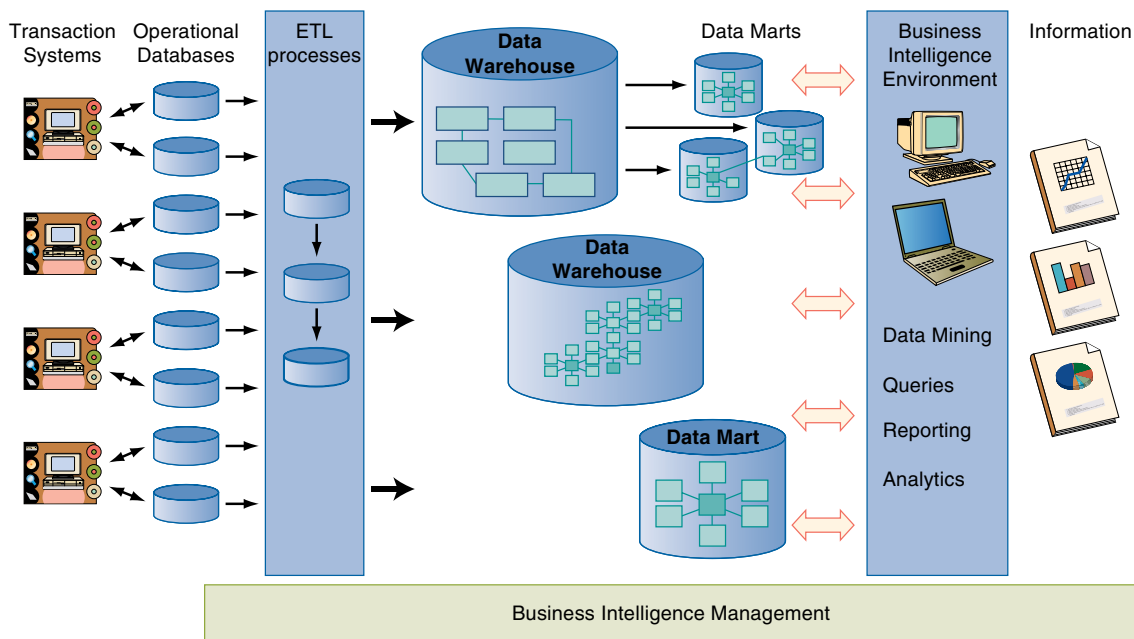 Transaction
Systems
Operational
Databases
ETL
processes
Data
Warehouse
Data Marts
Business
Intelligence
Environment
Information
Data
Warehouse
Data Mining
Queries
Reporting
Analytics
Data Mart
Business Intelligence Management